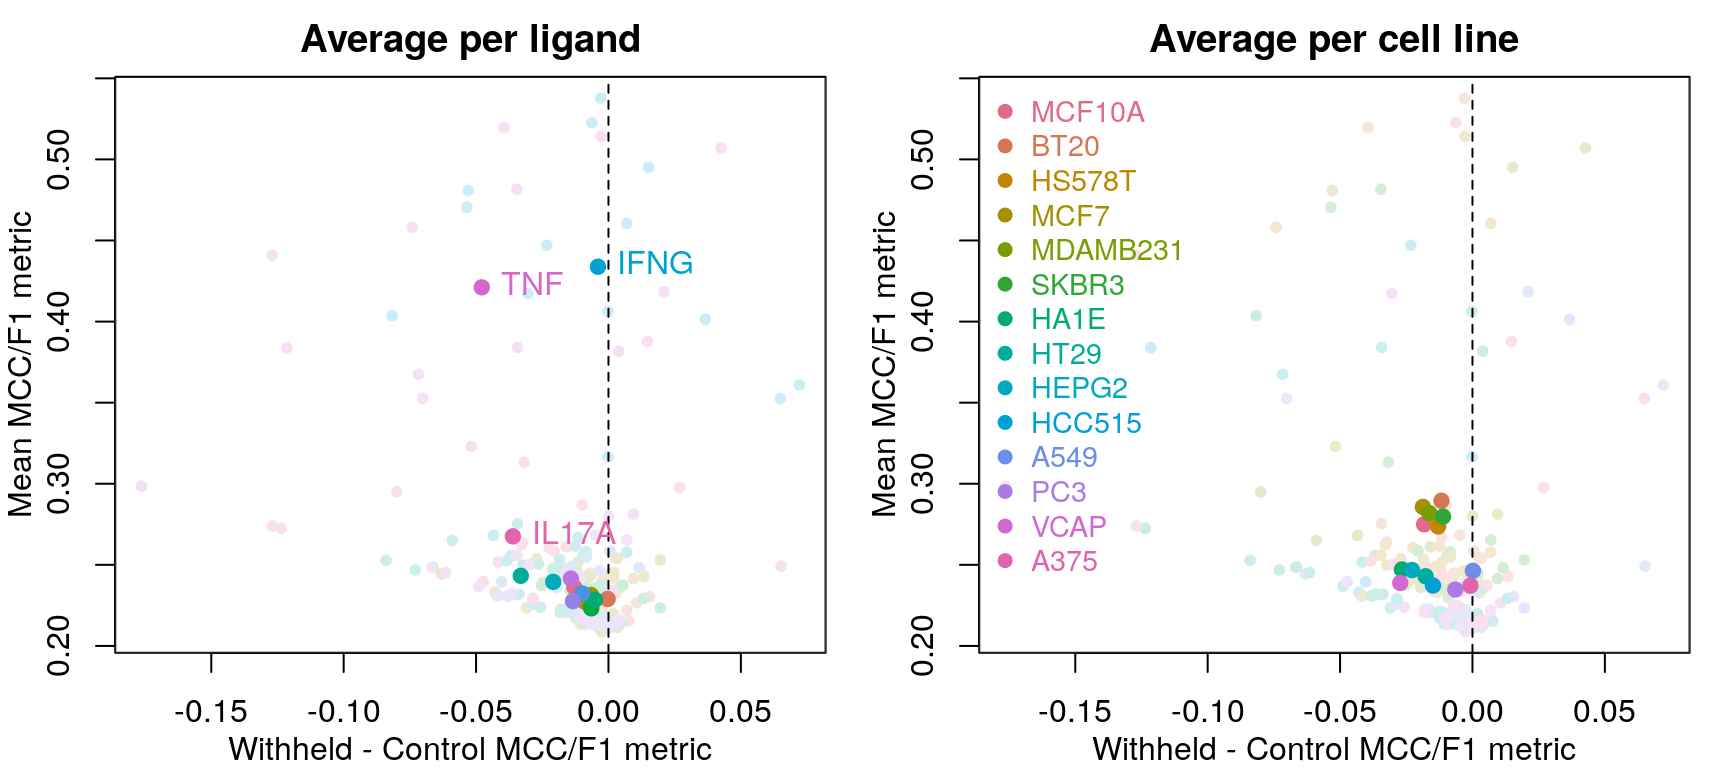 Average per ligand
Mean MCC/F1 metric
0.50
0.40
0.30
0.20
IFNG
TNF
IL17A
-0.15 -0.10 -0.05 0.00 0.05
Withheld - Control MCC/F1 metric
Average per cell line
Mean MCC/F1 metric
0.50
0.40
0.30
0.20
MCF10A
BT20
HS578T
MCF7
MDAMB231
SKBR3
HA1E
HT29
HEPG2
HCC515
A549
PC3
VCAP
A375
-0.15 -0.10 -0.05 0.00 0.05
Withheld - Control MCC/F1 metric